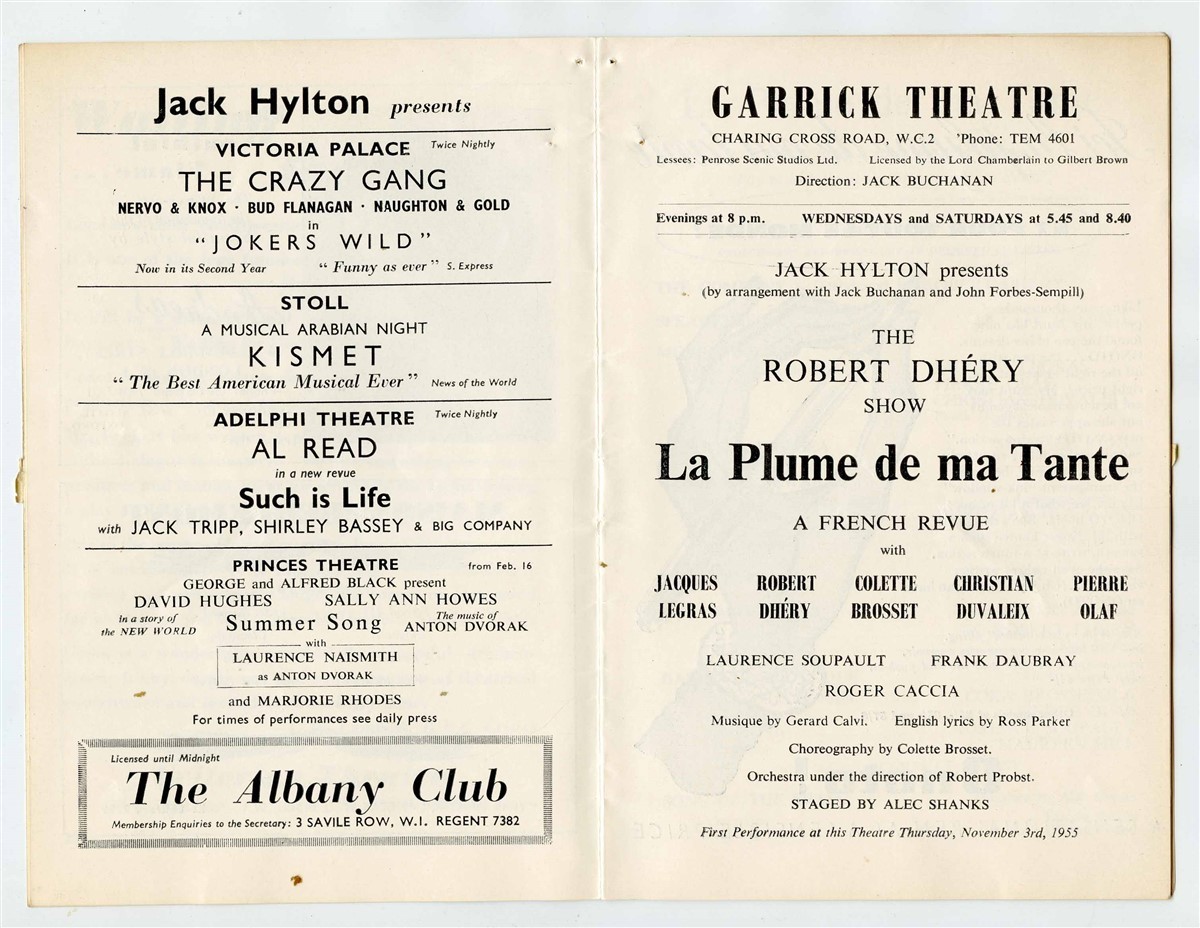 Jack Hylton presents
VICTORIA PALACE Twice Nightly
THE CRAZY GANG
NERVO & KNOX · BUD FLANAGAN · NAUGHTON & GOLD
in
“JOKERS WILD”
Now in its Second Year “Funny as ever” S. Express
STOLL
A MUSICAL ARABIAN NIGHT
KISMET
“The Best American Musical Ever” News of the World
ADELPHI THEATRE Twice Nightly
AL READ
in a new revue
Such is Life
with JACK TRIPP, SHIRLEY BASSEY & BIG COMPANY
PRINCES THEATRE from Feb. 16
GEORGE and ALFRED BLACK present
DAVID HUGHES SALLY ANN HOWES
in a story of the NEW WORLD Summer Song The music of ANTON DVORAK
with
LAURENCE NAISMITH
as ANTON DVORAK
and MARJORIE RHODES
For times of performances see daily press
Licensed until Midnight
The Albany Club
Membership Enquiries to the Secretary: 3 SAVILE ROW, W.I. REGENT 7382
GARRICK THEATRE
CHARING CROSS ROAD, W.C.2 'Phone: TEM 4601
Lessees: Penrose Scenic Studios Ltd. Licensed by the Lord Chamberlain to Gilbert Brown
Direction: JACK BUCHANAN
Evenings at 8 p.m. WEDNESDAYS and SATURDAYS at 5.45 and 8.40
JACK HYLTON presents
(by arrangement with Jack Buchanan and John Forbes-Sempill)
THE
ROBERT DHÉRY
SHOW
La Plume de ma Tante
A FRENCH REVUE
with
JACQUES ROBERT COLETTE CHRISTIAN PIERRE
LEGRAS DHÉRY BROSSET DUVALEIX OLAF
LAURENCE SOUPAULT FRANK DAUBRAY
ROGER CACCIA
Musique by Gerard Calvi. English lyrics by Ross Parker
Choreography by Colette Brosset.
Orchestra under the direction of Robert Probst.
STAGED BY ALEC SHANKS
First Performance at this Theatre Thursday, November 3rd, 1955